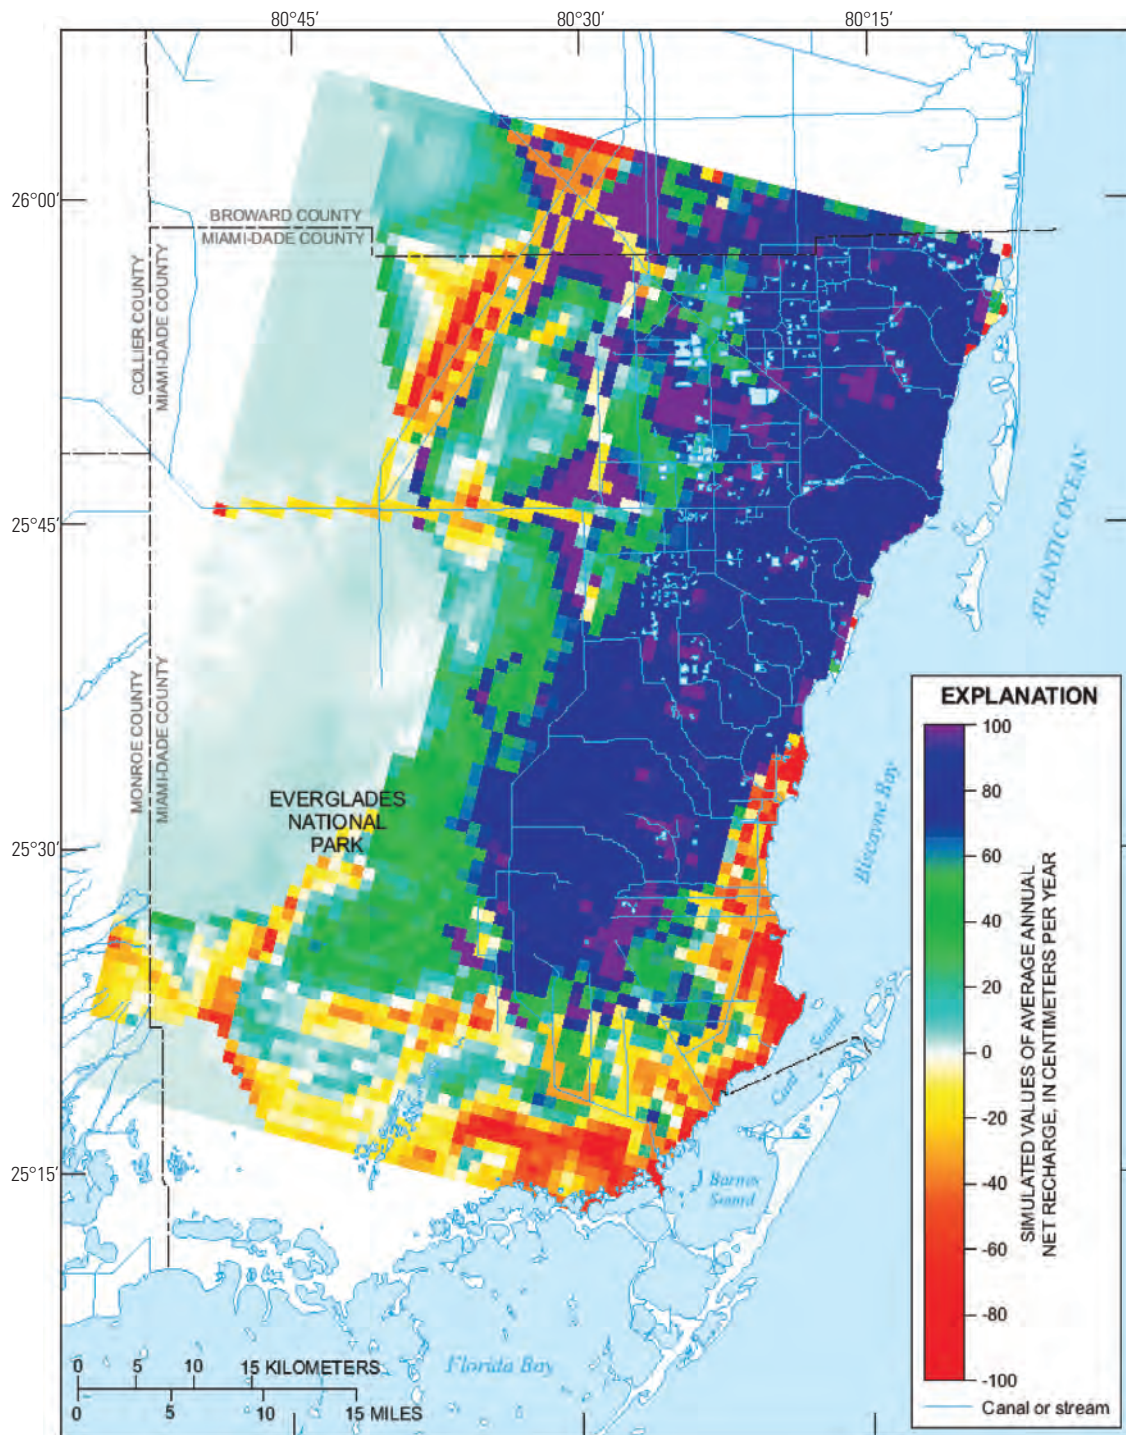 80°45′ 80°30′ 80°15′
26°00′
BROWARD COUNTY
MIAMI-DADE COUNTY
COLLIER COUNTY
MIAMI-DADE COUNTY
25°45′
ATLANTIC OCEAN
MONROE COUNTY
MIAMI-DADE COUNTY
EVERGLADES
NATIONAL
PARK
25°30′
Biscayne Bay
Card Sound
25°15′
Barnes
Sound
Florida Bay
EXPLANATION
100
80
60
40
20
0
-20
-40
-60
-80
-100
SIMULATED VALUES OF AVERAGE ANNUAL
NET RECHARGE, IN CENTIMETERS PER YEAR
Canal or stream
0 5 10 15 KILOMETERS
0 5 10 15 MILES